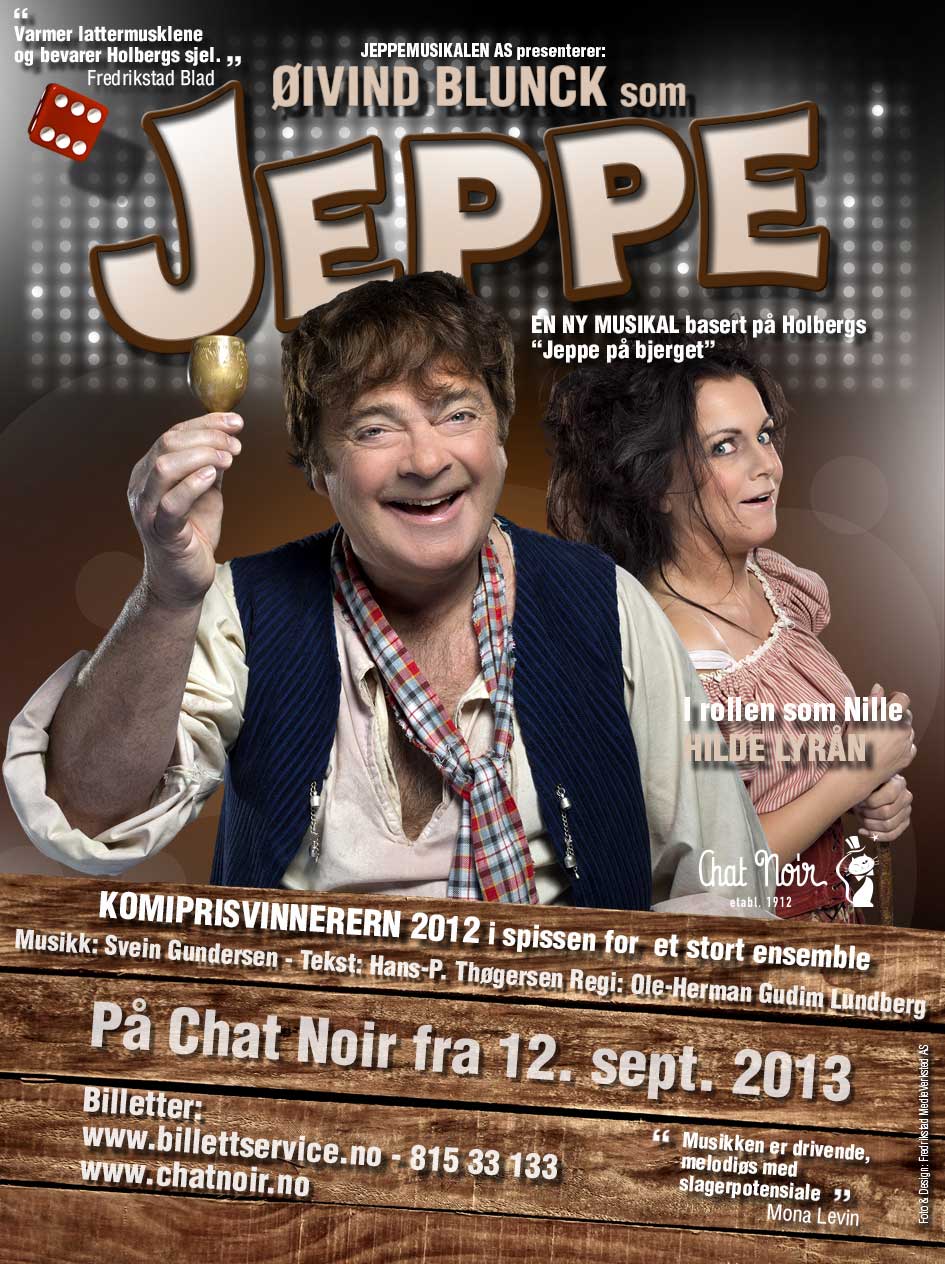 “
Varmer lattermusklene
og bevarer Holbergs sjel. ”
Fredrikstad Blad
JEPPEMUSIKALEN AS presenterer:
ØIVIND BLUNCK som
JEPPE
EN NY MUSIKAL basert på Holbergs
“Jeppe på bjerget”
I rollen som Nille
HILDE LYRÅN
Chat Noir
etabl. 1912
KOMIPRISVINNERERN 2012 i spissen for et stort ensemble
Musikk: Svein Gundersen - Tekst: Hans-P. Thøgersen Regi: Ole-Herman Gudim Lundberg
På Chat Noir fra 12. sept. 2013
Billetter:
www.billettservice.no - 815 33 133
www.chatnoir.no
“ Musikken er drivende,
melodiøs med
slagerpotensiale ”
Mona Levin
Foto & Design: Fredrikstad MedieVerksted AS